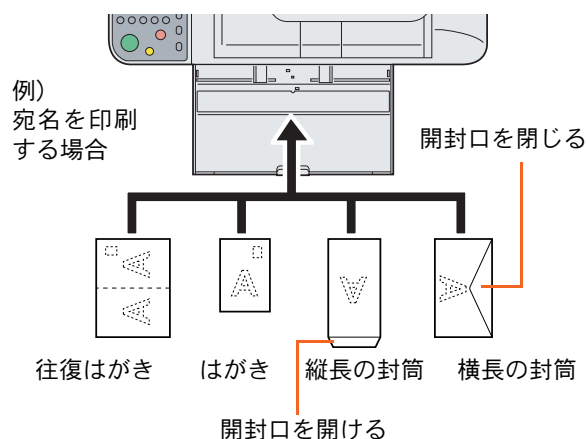 例）
宛名を印刷
する場合
開封口を閉じる
A
A
A
A
A
往復はがき
はがき
縦長の封筒
横長の封筒
開封口を開ける